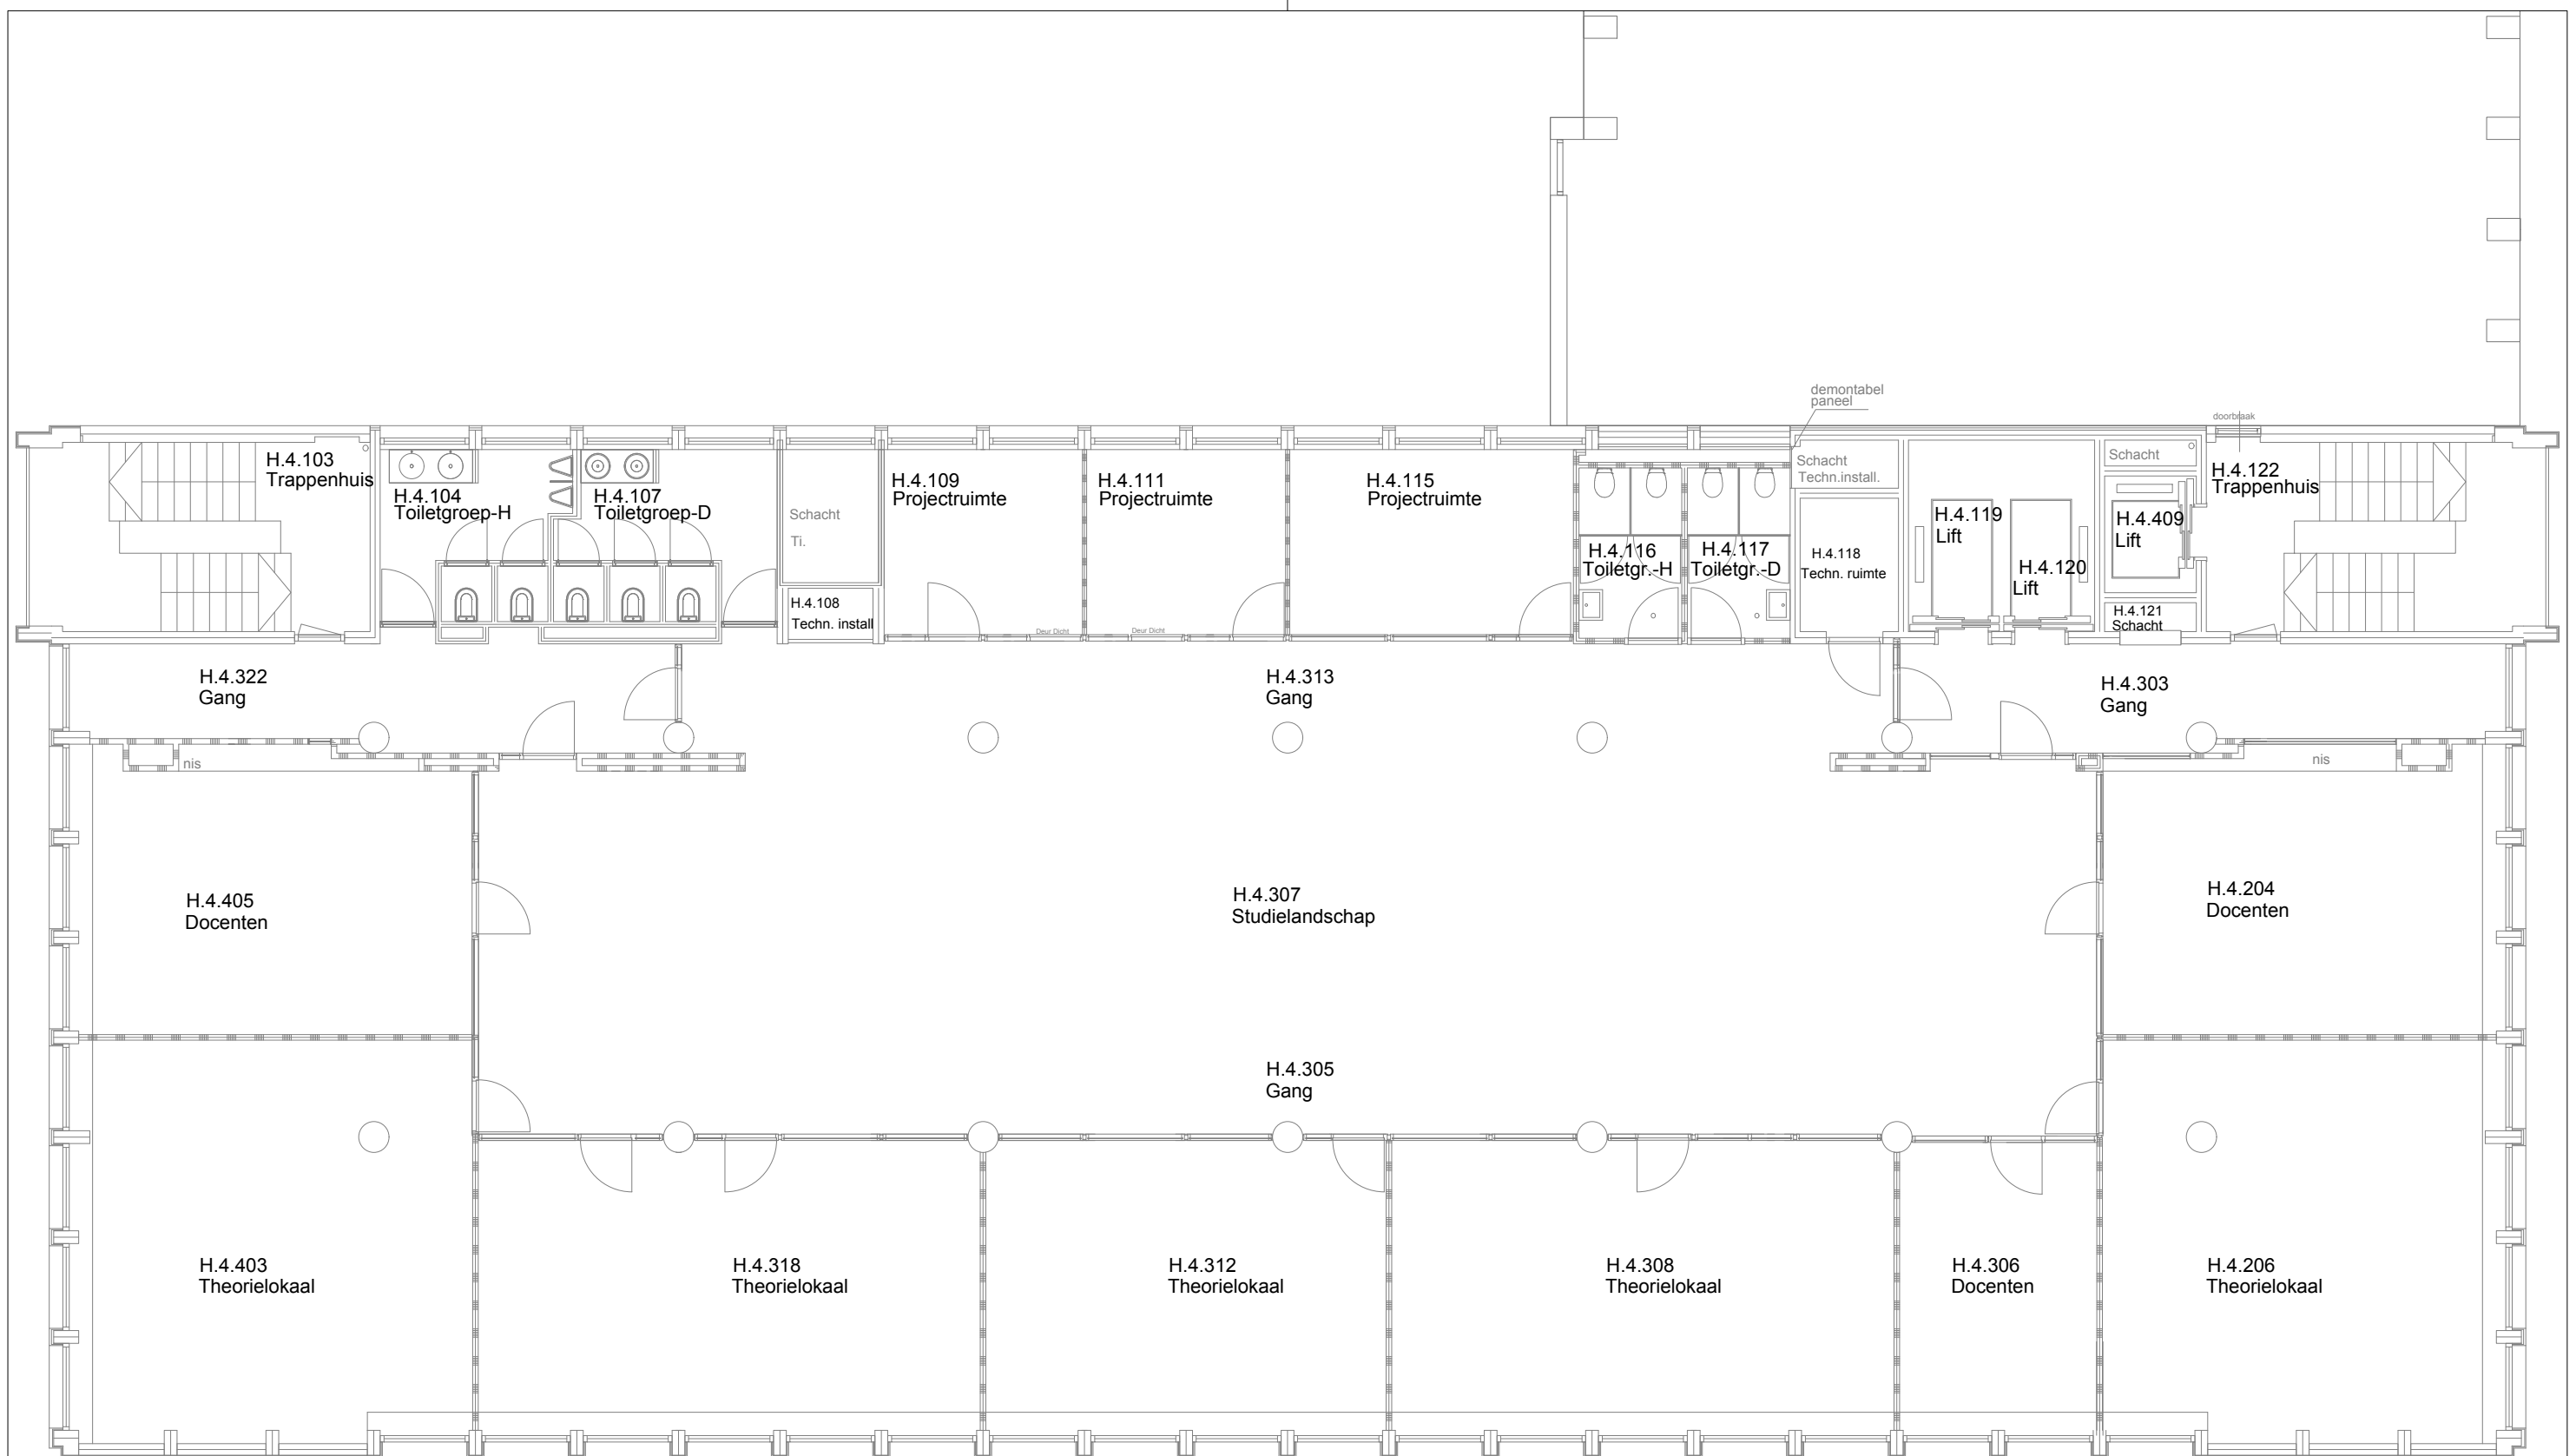 demontabel
paneel
doorbraak
H.4.103
Trappenhuis
H.4.104
Toiletgroep-H
H.4.107
Toiletgroep-D
Schacht
Ti.
H.4.108
Techn. install
H.4.109
Projectruimte
H.4.111
Projectruimte
H.4.115
Projectruimte
Deur Dicht
Deur Dicht
H.4.116
Toiletgr.-H
H.4.117
Toiletgr.-D
Schacht
Techn.install.
H.4.118
Techn. ruimte
H.4.119
Lift
H.4.120
Lift
Schacht
H.4.409
Lift
H.4.121
Schacht
H.4.122
Trappenhuis
H.4.322
Gang
H.4.313
Gang
H.4.303
Gang
nis
nis
H.4.405
Docenten
H.4.307
Studielandschap
H.4.204
Docenten
H.4.305
Gang
H.4.403
Theorielokaal
H.4.318
Theorielokaal
H.4.312
Theorielokaal
H.4.308
Theorielokaal
H.4.306
Docenten
H.4.206
Theorielokaal